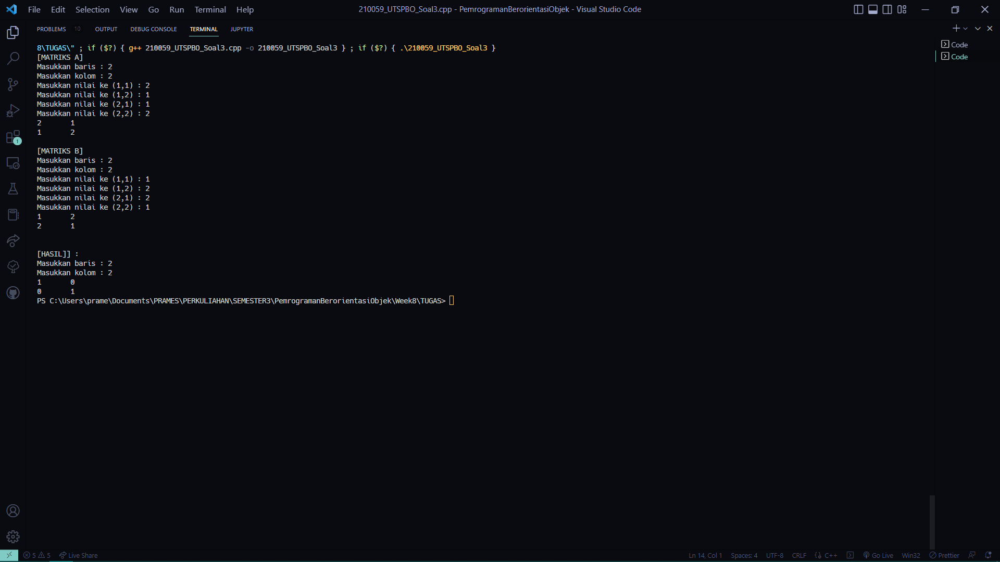 File Edit Selection View Go Run Terminal Help 210059_UTSPBO_Soal3.cpp - PemrogramanBerorientasiObjek - Visual Studio Code
PROBLEMS 10 OUTPUT DEBUG CONSOLE TERMINAL JUPYTER
8\TUGAS\" ; if ($?) { g++ 210059_UTSPBO_Soal3.cpp -o 210059_UTSPBO_Soal3 } ; if ($?) { .\210059_UTSPBO_Soal3 }
[MATRIKS A]
Masukkan baris : 2
Masukkan kolom : 2
Masukkan nilai ke (1,1) : 2
Masukkan nilai ke (1,2) : 1
Masukkan nilai ke (2,1) : 1
Masukkan nilai ke (2,2) : 2
2 1
1 2
[MATRIKS B]
Masukkan baris : 2
Masukkan kolom : 2
Masukkan nilai ke (1,1) : 1
Masukkan nilai ke (1,2) : 2
Masukkan nilai ke (2,1) : 2
Masukkan nilai ke (2,2) : 1
1 2
2 1
[HASIL]] :
Masukkan baris : 2
Masukkan kolom : 2
1 0
0 1
PS C:\Users\prame\Documents\PRAMES\PERKULIAHAN\SEMESTER3\PemrogramanBerorientasiObjek\Week8\TUGAS>
Code
Code
1
5 5 Live Share Ln 14, Col 1 Spaces: 4 UTF-8 CRLF {} C++ Go Live Win32 Prettier